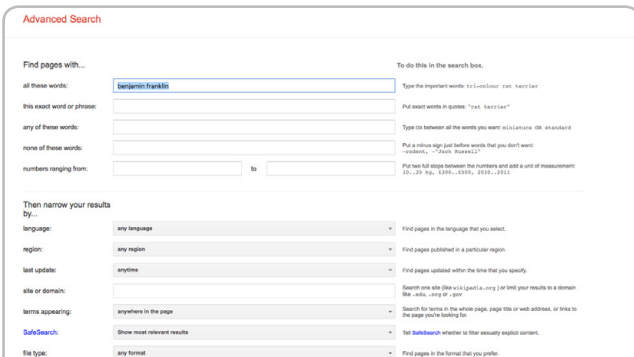 Advanced Search
Find pages with... To do this in the search box.
all these words: benjamin franklin Type the important words: tri-colour rat terrier
this exact word or phrase: Put exact words in quotes: "rat terrier"
any of these words: Type OR between all the words you want: miniature OR standard
none of these words: Put a minus sign just before words that you don't want:
-rodent, -"Jack Russell"
numbers ranging from: to Put two full stops between the numbers and add a unit of measurement:
10..35 kg, £300..£500, 2010..2011
Then narrow your results
by...
language: any language Find pages in the language that you select.
region: any region Find pages published in a particular region.
last update: anytime Find pages updated within the time that you specify.
site or domain: Search one site (like wikipedia.org ) or limit your results to a domain
like .edu, .org or .gov
terms appearing: anywhere in the page Search for terms in the whole page, page title or web address, or links to
the page you're looking for.
SafeSearch: Show most relevant results Tell SafeSearch whether to filter sexually explicit content.
file type: any format Find pages in the format that you prefer.